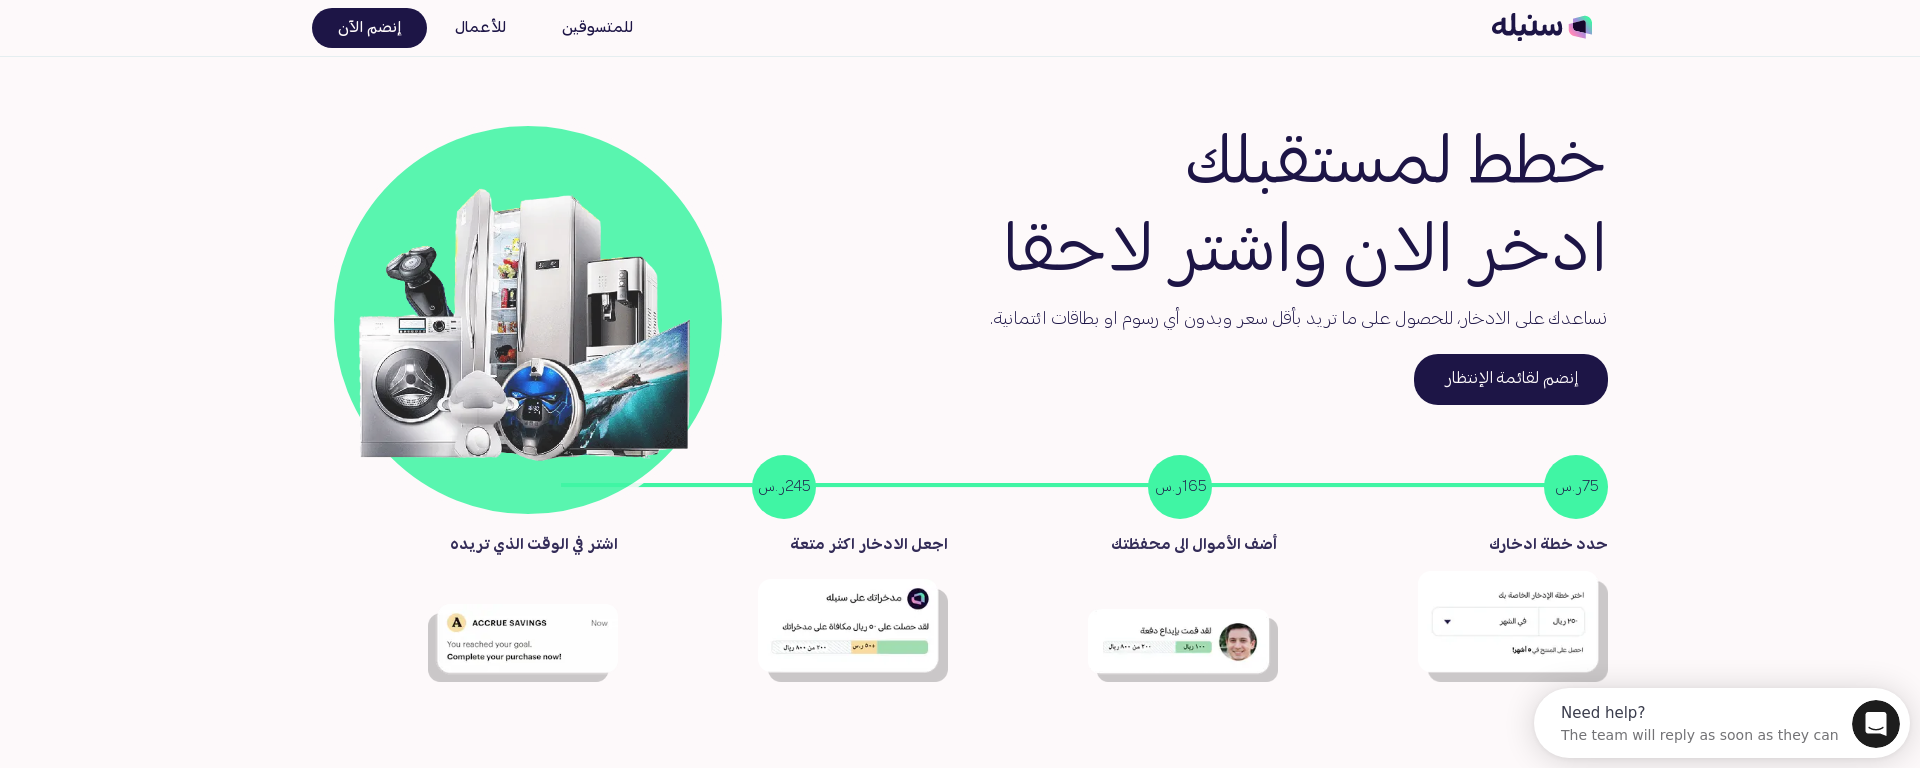 سنبله
للمتسوقين
للأعمال
إنضم الآن
خطط لمستقبلك
ادخر الان واشتر لاحقا
نساعدك على الادخار، للحصول على ما تريد بأقل سعر وبدون أي رسوم او بطاقات ائتمانية.
إنضم لقائمة الإنتظار
75ر.س
165ر.س
245ر.س
حدد خطة ادخارك
أضف الأموال الى محفظتك
اجعل الادخار اكثر متعة
اشتر في الوقت الذي تريده
اختر خطة الإدخار الخاصة بك
٢٥٠ ريال
في الشهر
احصل على المنتج في ٥ أشهر!
لقد قمت بإيداع دفعة
١٠٠ ريال
٢٠٠ من ٨٠٠ ريال
مدخراتك على سنبله
لقد حصلت على ٥٠ ريال مكافاة على مدخراتك
+٥٠ ر.س
٢٠٠ من ٨٠٠ ريال
A ACCRUE SAVINGS
Now
You reached your goal.
Complete your purchase now!
Need help?
The team will reply as soon as they can